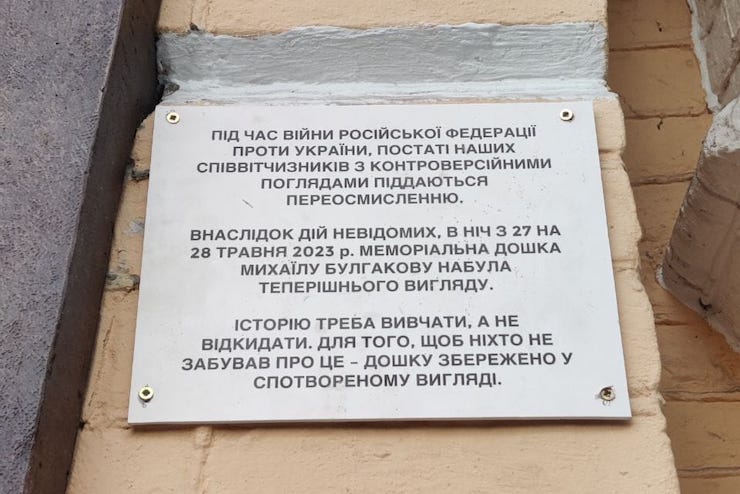 ПІД ЧАС ВІЙНИ РОСІЙСЬКОЇ ФЕДЕРАЦІЇ
ПРОТИ УКРАЇНИ, ПОСТАТІ НАШИХ
СПІВВІТЧИЗНИКІВ З КОНТРОВЕРСІЙНИМИ
ПОГЛЯДАМИ ПІДДАЮТЬСЯ
ПЕРЕОСМИСЛЕННЮ.
ВНАСЛІДОК ДІЙ НЕВІДОМИХ, В НІЧ З 27 НА
28 ТРАВНЯ 2023 р. МЕМОРІАЛЬНА ДОШКА
МИХАЇЛУ БУЛГАКОВУ НАБУЛА
ТЕПЕРІШНЬОГО ВИГЛЯДУ.
ІСТОРІЮ ТРЕБА ВИВЧАТИ, А НЕ
ВІДКИДАТИ. ДЛЯ ТОГО, ЩОБ НІХТО НЕ
ЗАБУВАВ ПРО ЦЕ – ДОШКУ ЗБЕРЕЖЕНО У
СПОТВОРЕНОМУ ВИГЛЯДІ.